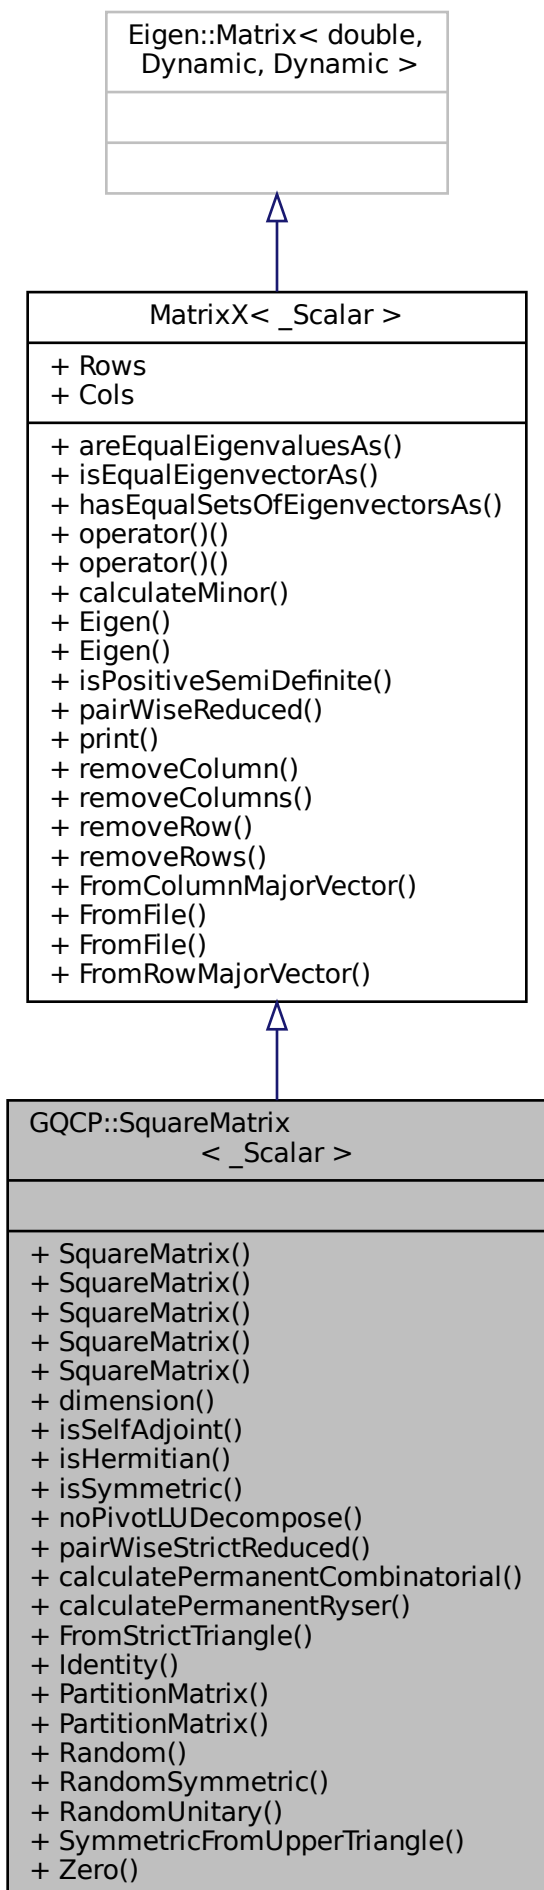 Eigen::Matrix< double,
Dynamic, Dynamic >
MatrixX< _Scalar >
+ Rows
+ Cols
+ areEqualEigenvaluesAs()
+ isEqualEigenvectorAs()
+ hasEqualSetsOfEigenvectorsAs()
+ operator()()
+ operator()()
+ calculateMinor()
+ Eigen()
+ Eigen()
+ isPositiveSemiDefinite()
+ pairWiseReduced()
+ print()
+ removeColumn()
+ removeColumns()
+ removeRow()
+ removeRows()
+ FromColumnMajorVector()
+ FromFile()
+ FromFile()
+ FromRowMajorVector()
GQCP::SquareMatrix
< _Scalar >
+ SquareMatrix()
+ SquareMatrix()
+ SquareMatrix()
+ SquareMatrix()
+ SquareMatrix()
+ dimension()
+ isSelfAdjoint()
+ isHermitian()
+ isSymmetric()
+ noPivotLUDecompose()
+ pairWiseStrictReduced()
+ calculatePermanentCombinatorial()
+ calculatePermanentRyser()
+ FromStrictTriangle()
+ Identity()
+ PartitionMatrix()
+ PartitionMatrix()
+ Random()
+ RandomSymmetric()
+ RandomUnitary()
+ SymmetricFromUpperTriangle()
+ Zero()